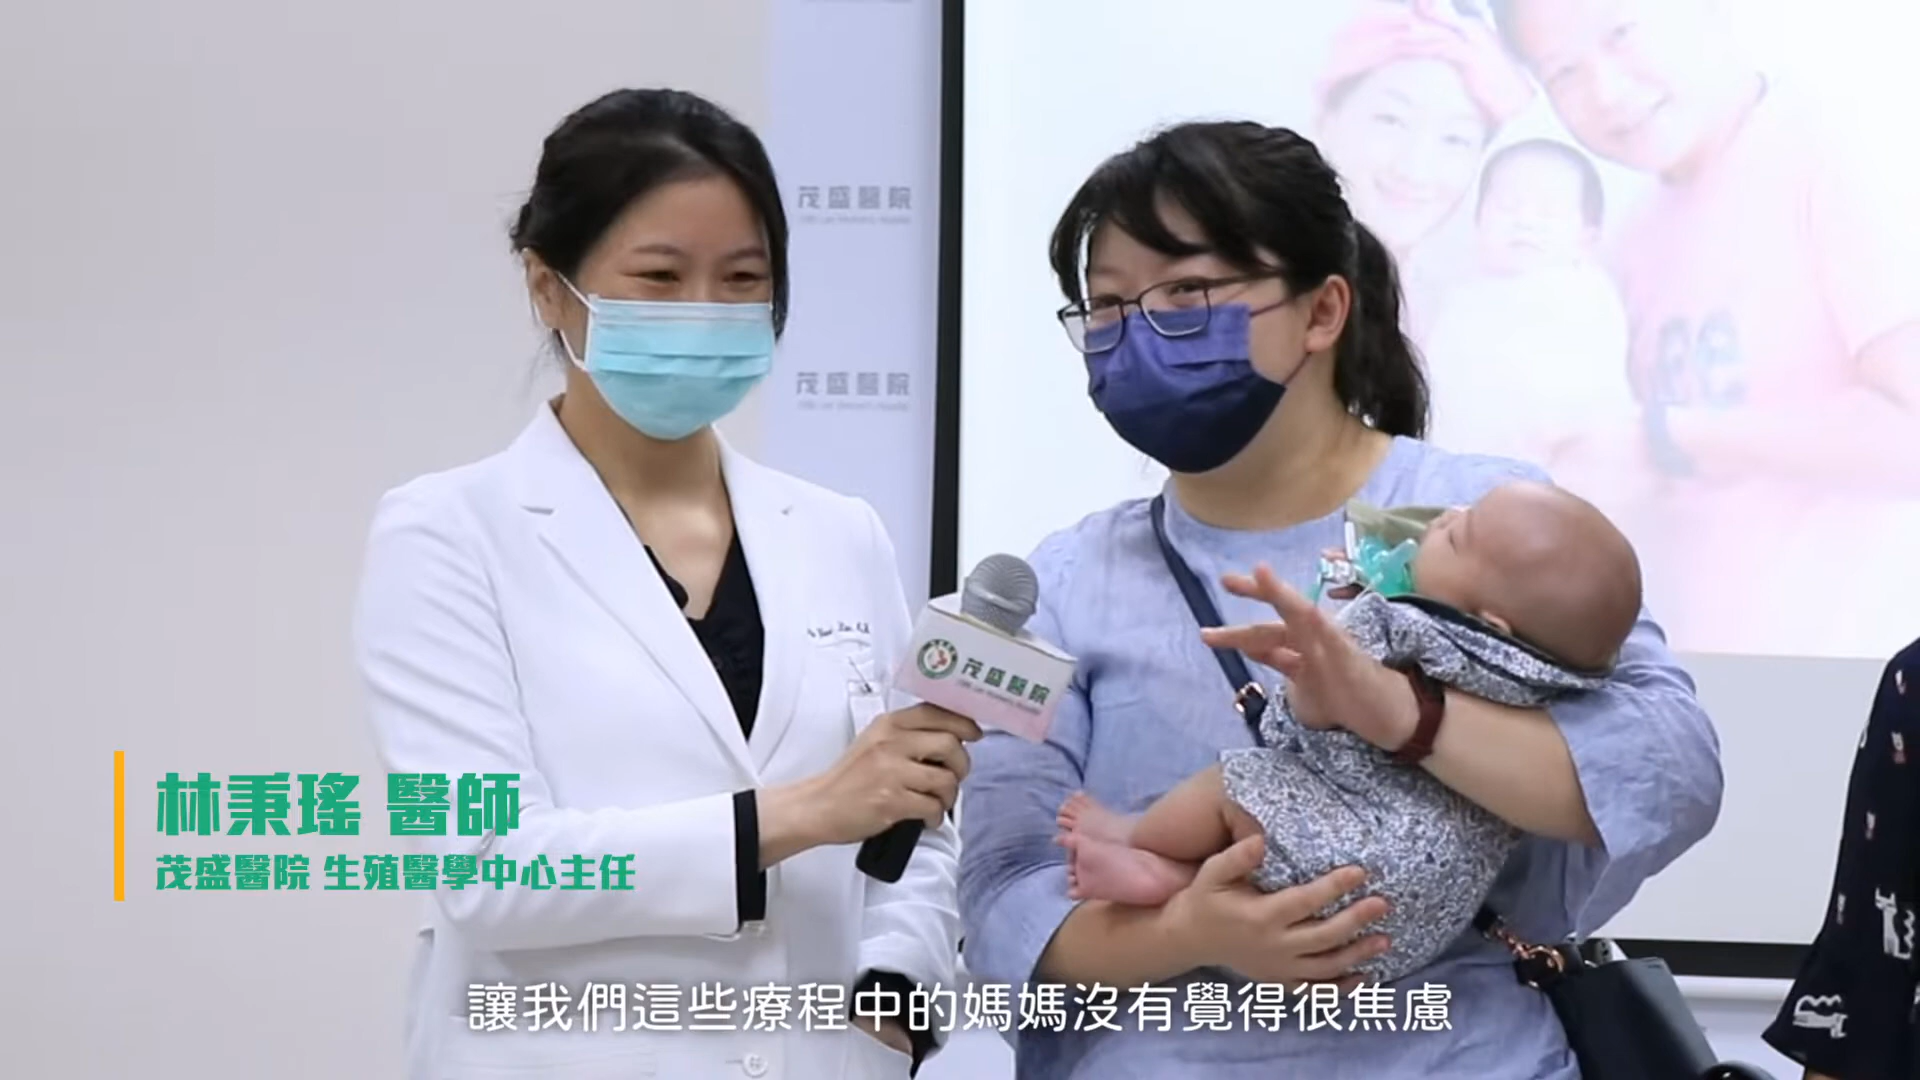 茂盛醫院
茂盛醫院
茂盛醫院
林秉瑤 醫師
茂盛醫院 生殖醫學中心主任
讓我們這些療程中的媽媽沒有覺得很焦慮